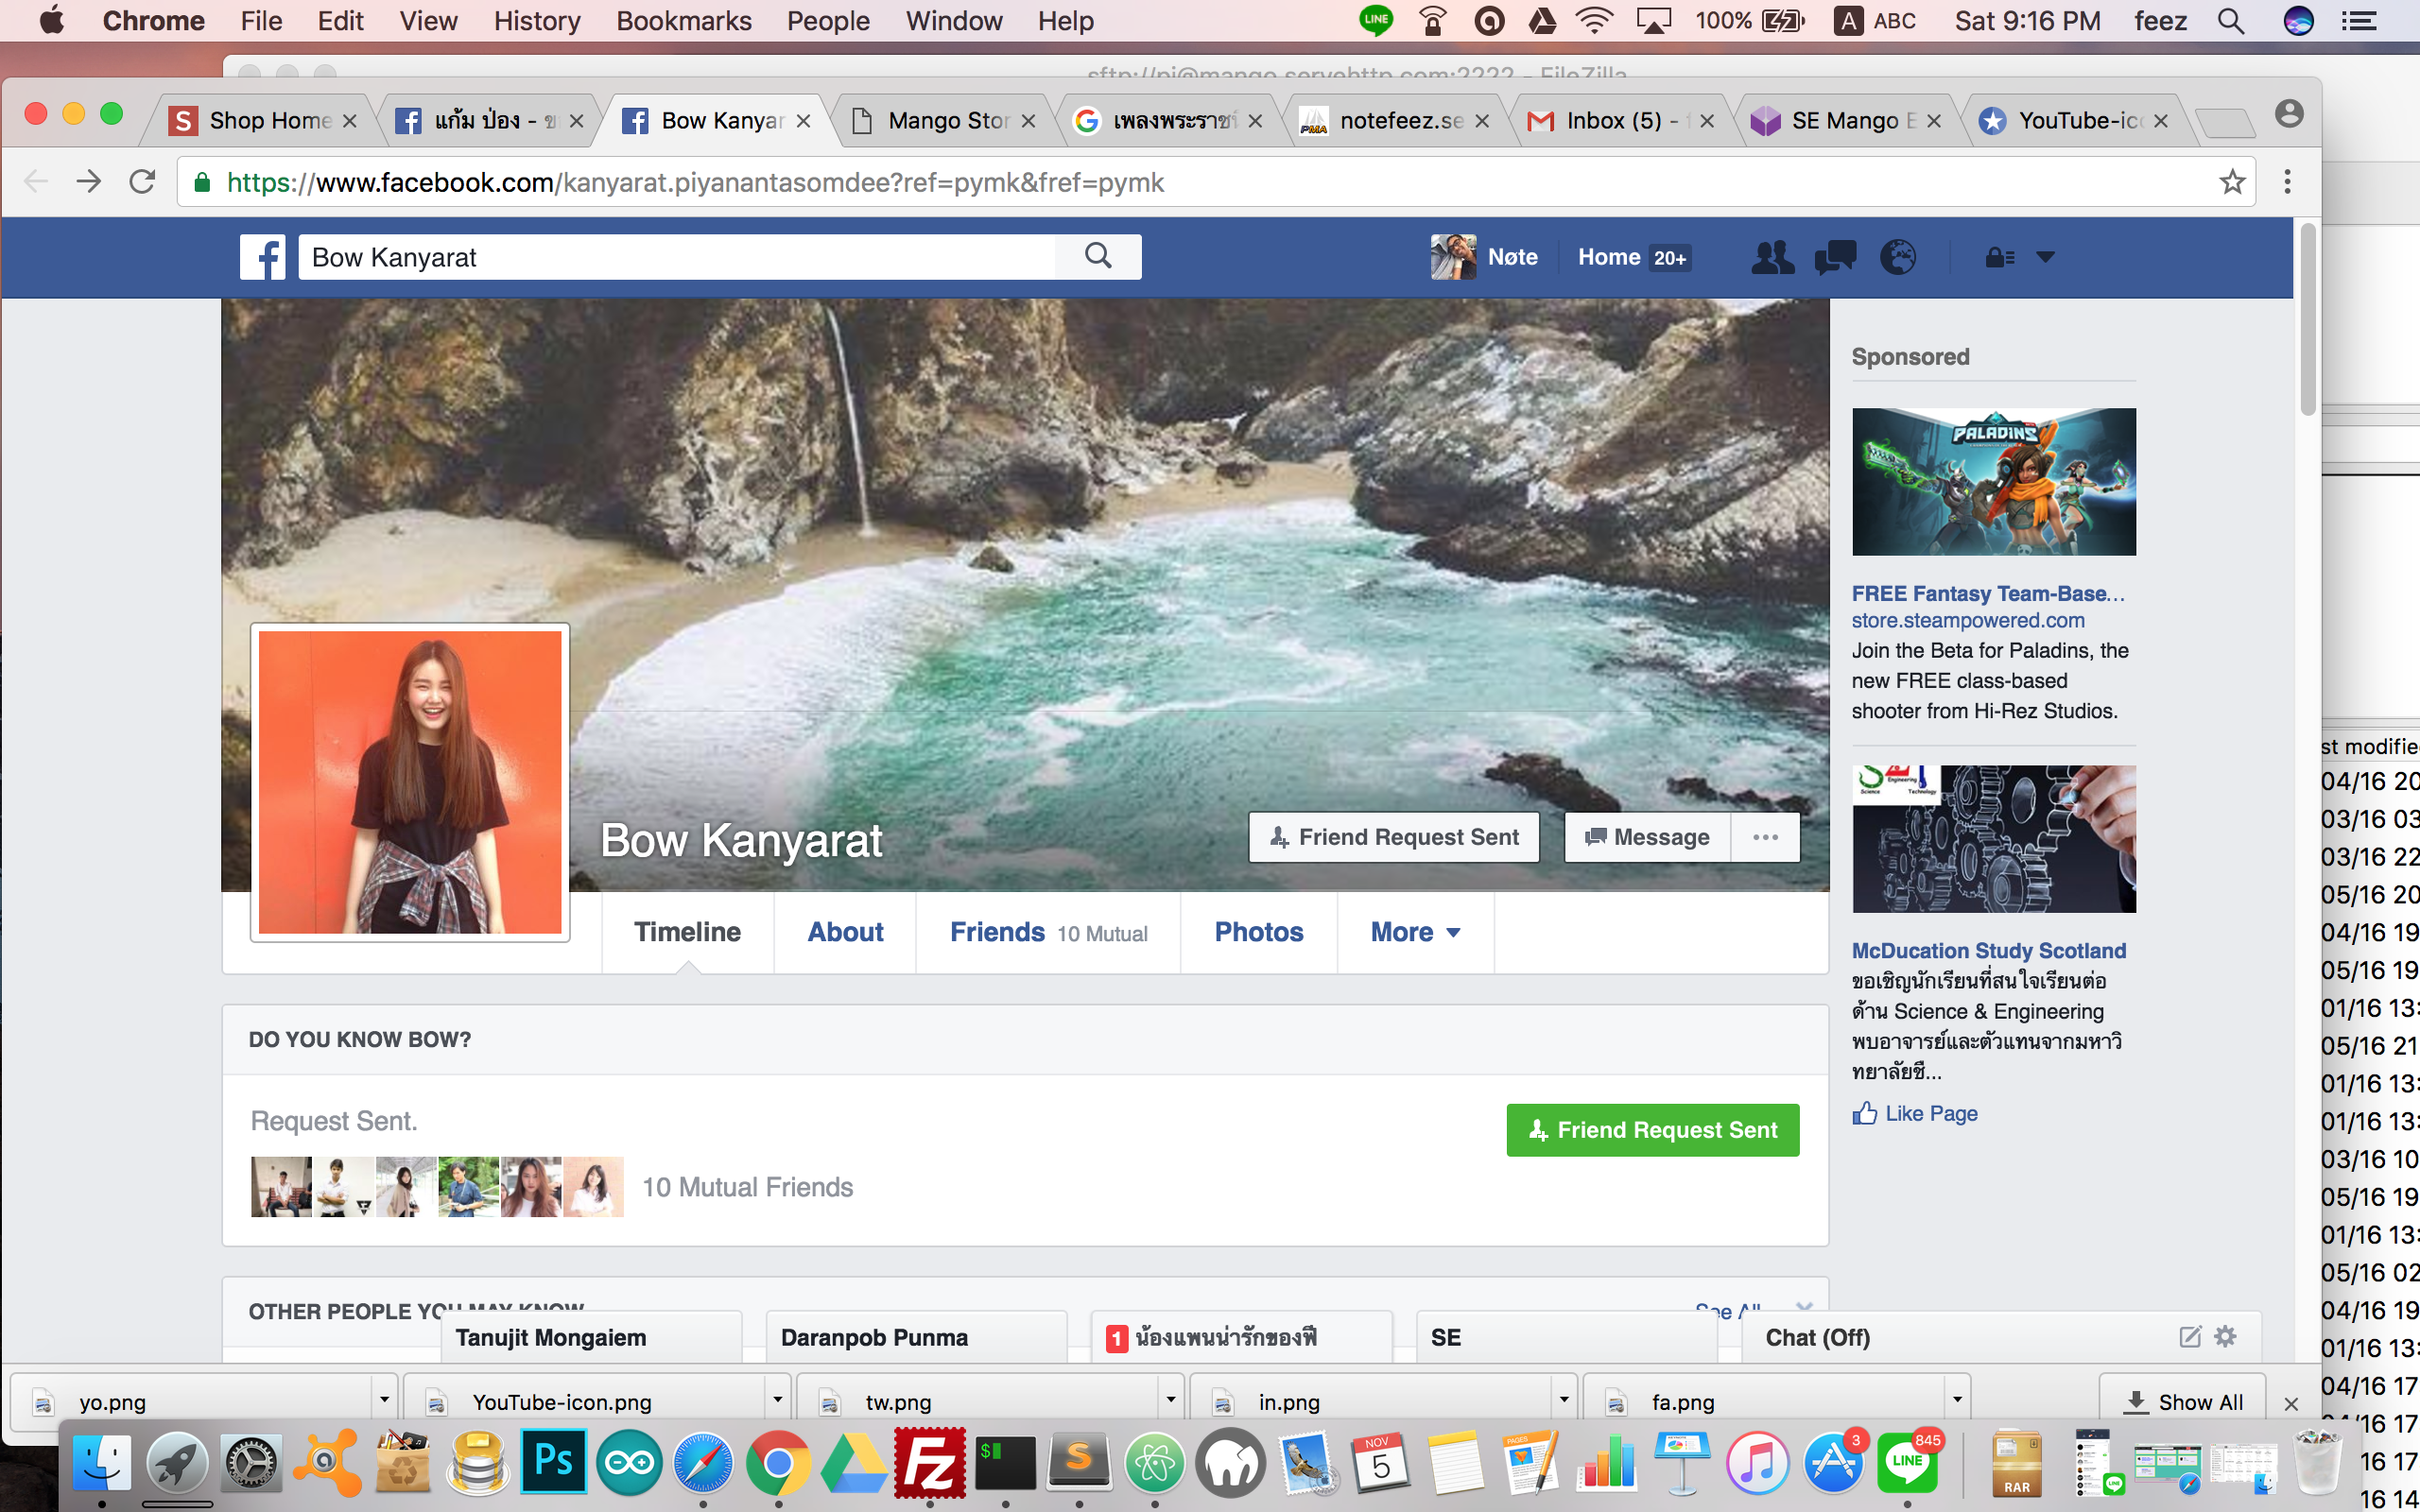 Chrome File Edit View History Bookmarks People Window Help LINE 100% A ABC Sat 9:16 PM feez
sftp://pi@mango.servehttp.com:2222 - FileZilla
S Shop Home แก้ม ป่อง - Bow Kanyar Mango Stor เพลงพระราช notefeez.se Inbox (5) - SE Mango E YouTube-ic
https://www.facebook.com/kanyarat.piyanantasomdee?ref=pymk&fref=pymk
Bow Kanyarat Nøte Home 20+
Sponsored
PALADINS
FREE Fantasy Team-Base...
store.steampowered.com
Join the Beta for Paladins, the
new FREE class-based
shooter from Hi-Rez Studios.
Science Engineering Technology
Bow Kanyarat
Friend Request Sent Message
Timeline About Friends 10 Mutual Photos More
McDucation Study Scotland
ขอเชิญนักเรียนที่สนใจเรียนต่อ
ด้าน Science & Engineering
พบอาจารย์และตัวแทนจากมหาวิ
ทยาลัยชื...
Like Page
DO YOU KNOW BOW?
Request Sent.
Friend Request Sent
10 Mutual Friends
OTHER PEOPLE YOU MAY KNOW See All
Tanujit Mongaiem Daranpob Punma 1 น้องแพนน่ารักของฟี SE Chat (Off)
st modifie
04/16 20
03/16 03
03/16 22
05/16 20
04/16 19
05/16 19
01/16 13:
05/16 21
01/16 13:
01/16 13:
03/16 10
05/16 19
01/16 13:
05/16 02
04/16 19
01/16 13:
04/16 17
04/16 17
16 17
16 14
yo.png YouTube-icon.png tw.png in.png fa.png Show All
Ps Fz $ S NOV 5 PAGES 3 LINE 845 RAR